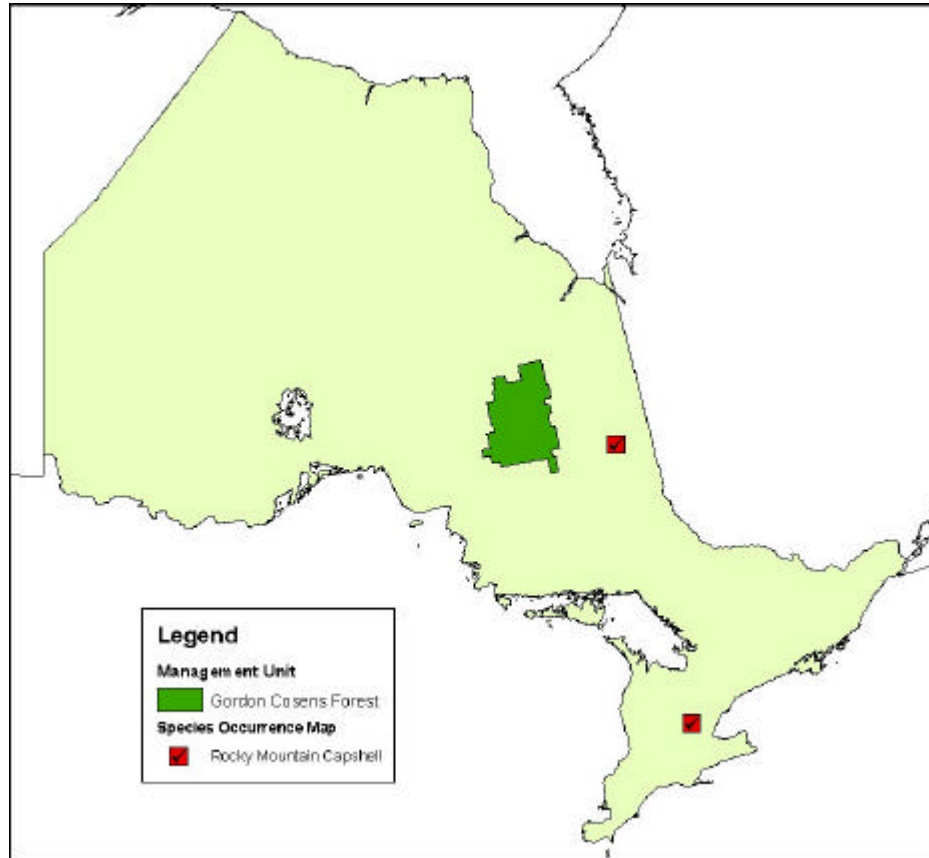 Legend
Management Unit
Gordon Cosens Forest
Species Occurrence Map
Rocky Mountain Capshell